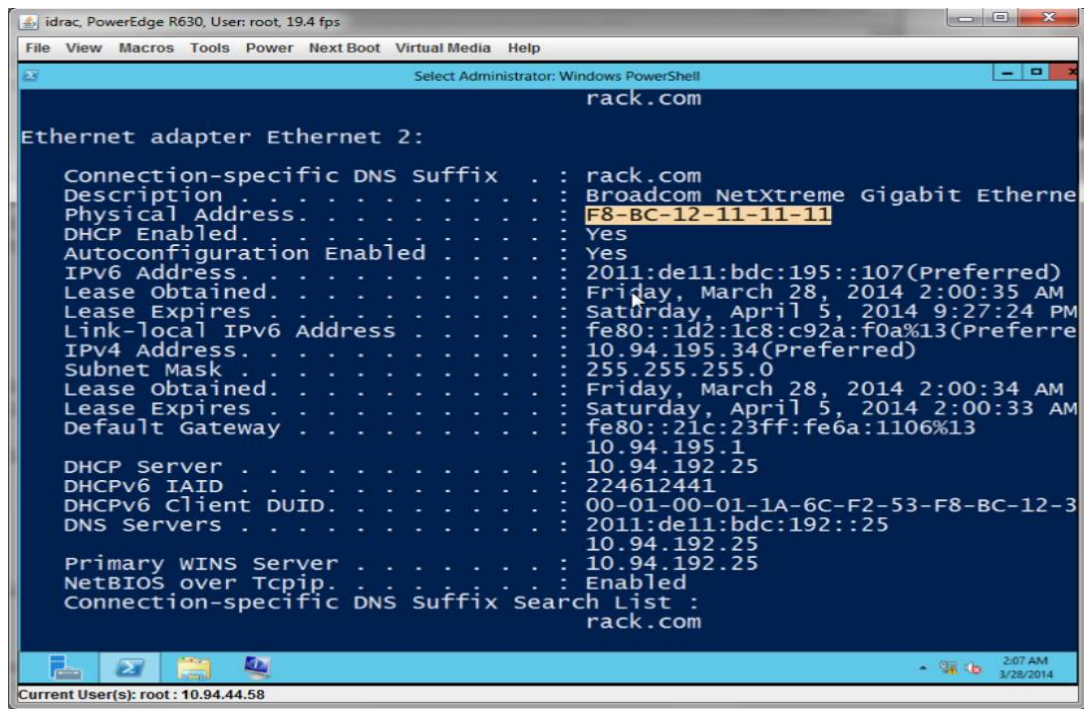 idrac, PowerEdge R630, User: root, 19.4 fps
File View Macros Tools Power Next Boot Virtual Media Help
Select Administrator: Windows PowerShell
rack.com
Ethernet adapter Ethernet 2:
Connection-specific DNS Suffix . : rack.com
Description . . . . . . . . . . . : Broadcom NetXtreme Gigabit Etherne
Physical Address. . . . . . . . . : F8-BC-12-11-11-11
DHCP Enabled. . . . . . . . . . . : Yes
Autoconfiguration Enabled . . . . : Yes
IPv6 Address. . . . . . . . . . . : 2011:de11:bdc:195::107(Preferred)
Lease Obtained. . . . . . . . . . : Friday, March 28, 2014 2:00:35 AM
Lease Expires . . . . . . . . . . : Saturday, April 5, 2014 9:27:24 PM
Link-local IPv6 Address . . . . . : fe80::1d2:1c8:c92a:f0a%13(Preferre
IPv4 Address. . . . . . . . . . . : 10.94.195.34(Preferred)
Subnet Mask . . . . . . . . . . . : 255.255.255.0
Lease Obtained. . . . . . . . . . : Friday, March 28, 2014 2:00:34 AM
Lease Expires . . . . . . . . . . : Saturday, April 5, 2014 2:00:33 AM
Default Gateway . . . . . . . . . : fe80::21c:23ff:fe6a:1106%13
10.94.195.1
DHCP Server . . . . . . . . . . . : 10.94.192.25
DHCPv6 IAID . . . . . . . . . . . : 224612441
DHCPv6 Client DUID. . . . . . . . : 00-01-00-01-1A-6C-F2-53-F8-BC-12-3
DNS Servers . . . . . . . . . . . : 2011:de11:bdc:192::25
10.94.192.25
Primary WINS Server . . . . . . . : 10.94.192.25
NetBIOS over Tcpip. . . . . . . . : Enabled
Connection-specific DNS Suffix Search List :
rack.com
2:07 AM
3/28/2014
Current User(s): root : 10.94.44.58